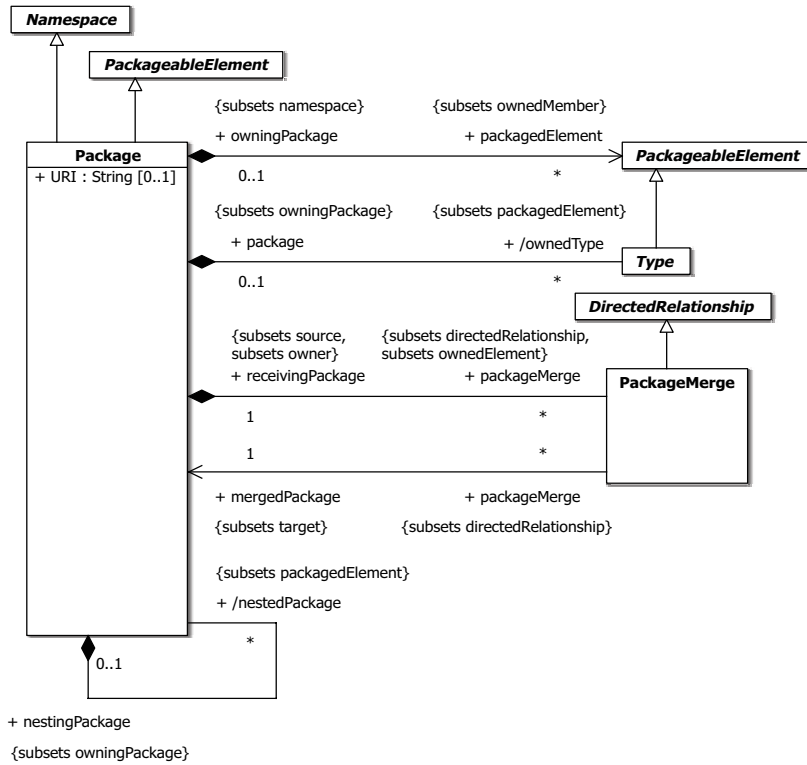 Namespace
PackageableElement
{subsets namespace}
{subsets ownedMember}
+ owningPackage
+ packagedElement
Package
PackageableElement
+ URI : String [0..1]
0..1
*
{subsets owningPackage}
{subsets packagedElement}
+ package
+ /ownedType
Type
0..1
*
DirectedRelationship
{subsets source,
subsets owner}
{subsets directedRelationship,
subsets ownedElement}
+ receivingPackage
+ packageMerge
PackageMerge
1
*
1
*
+ mergedPackage
+ packageMerge
{subsets target}
{subsets directedRelationship}
{subsets packagedElement}
+ /nestedPackage
*
0..1
+ nestingPackage
{subsets owningPackage}